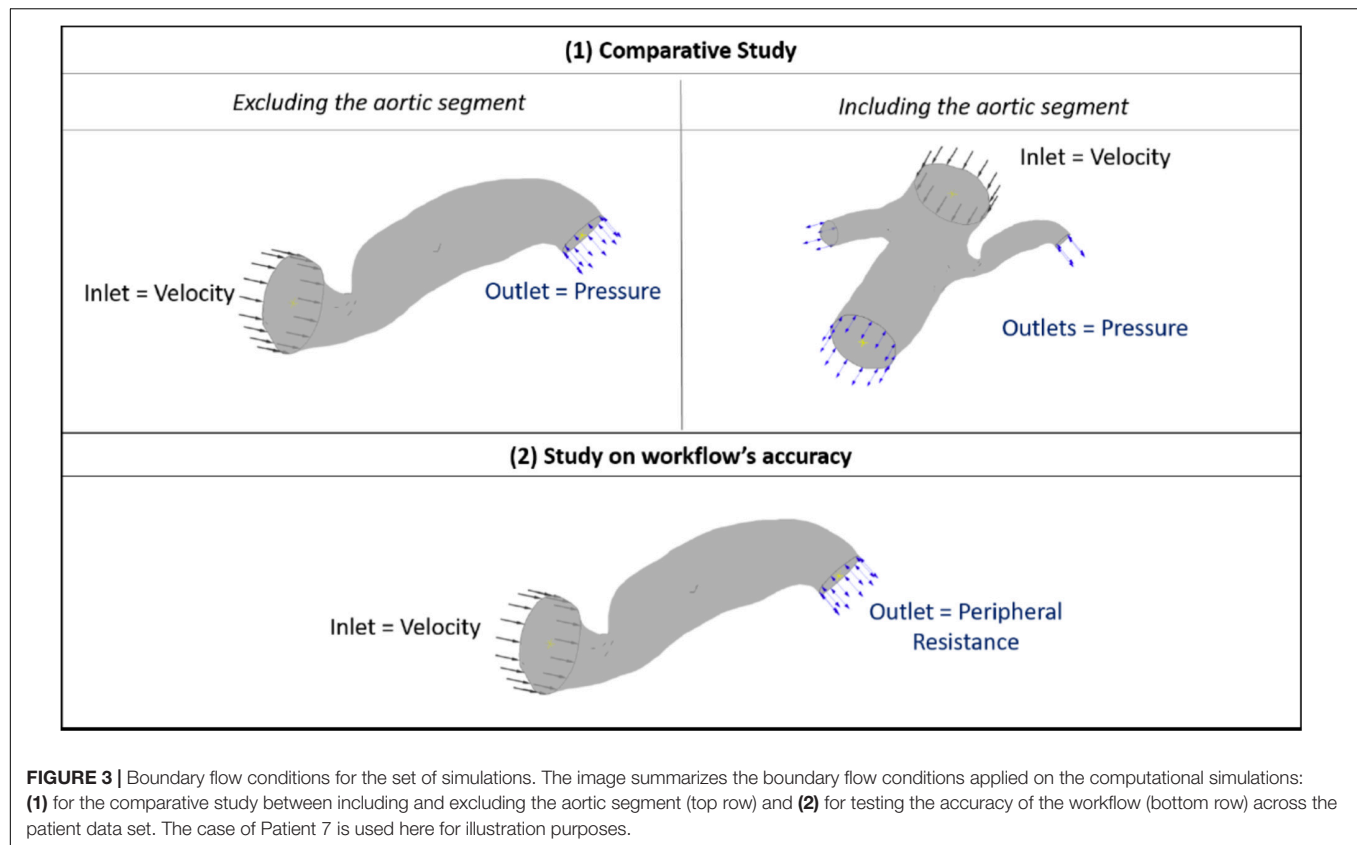 (1) Comparative Study
Excluding the aortic segment
Including the aortic segment
Inlet = Velocity
Outlet = Pressure
Inlet = Velocity
Outlets = Pressure
(2) Study on workflow's accuracy
Inlet = Velocity
Outlet = Peripheral
Resistance
FIGURE 3 | Boundary flow conditions for the set of simulations. The image summarizes the boundary flow conditions applied on the computational simulations:
(1) for the comparative study between including and excluding the aortic segment (top row) and (2) for testing the accuracy of the workflow (bottom row) across the
patient data set. The case of Patient 7 is used here for illustration purposes.